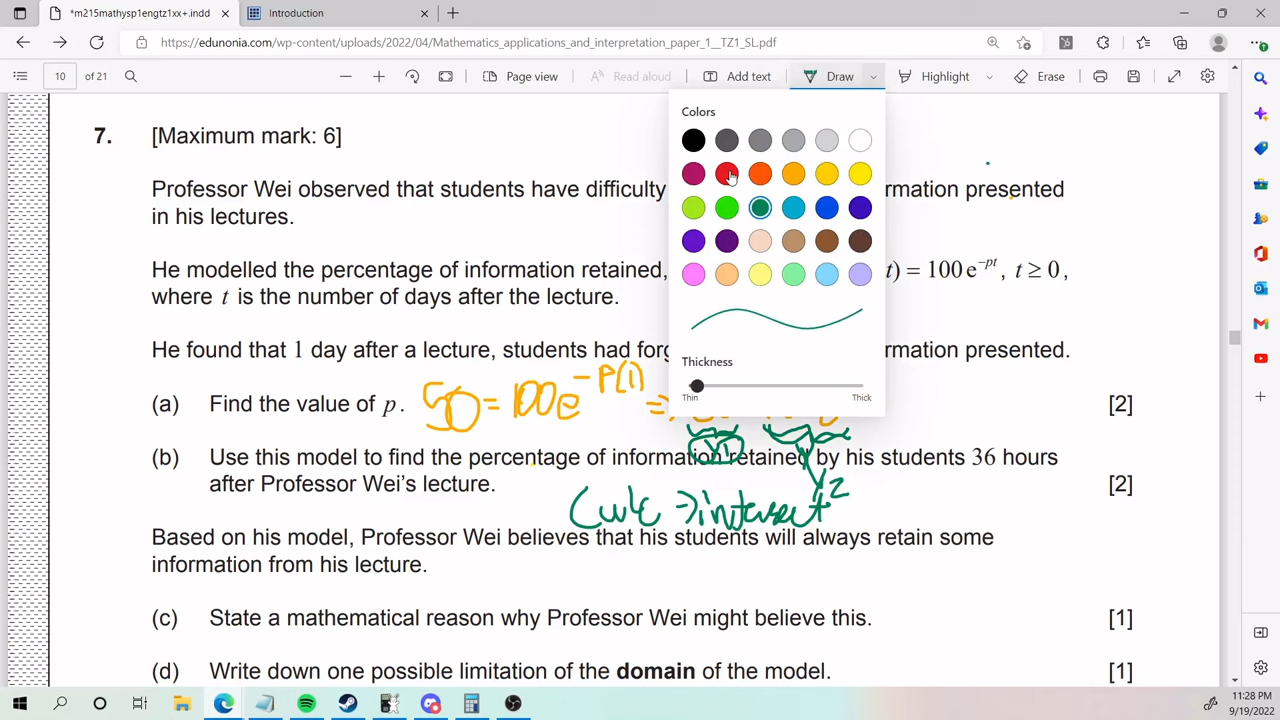 *m215mathysp1engtz1xx+.indd
Introduction
https://edunonia.com/wp-content/uploads/2022/04/Mathematics_applications_and_interpretation_paper_1__TZ1_SL.pdf
10 of 21
Page view
Read aloud
Add text
Draw
Highlight
Erase
Colors
Thickness
Thin
Thick
7. [Maximum mark: 6]
Professor Wei observed that students have difficulty rmation presented
in his lectures.
He modelled the percentage of information retained, t) = 100 e^{−pt}, t ≥ 0,
where t is the number of days after the lecture.
He found that 1 day after a lecture, students had forg rmation presented.
(a) Find the value of p. 50 = 100e^{-P(1)} => [2]
Y1
(b) Use this model to find the percentage of information retained by his students 36 hours
after Professor Wei's lecture. [2]
Y2
Calc => intersect
Based on his model, Professor Wei believes that his students will always retain some
information from his lecture.
(c) State a mathematical reason why Professor Wei might believe this. [1]
(d) Write down one possible limitation of the domain of the model. [1]
11:28 PM
9/19/2022